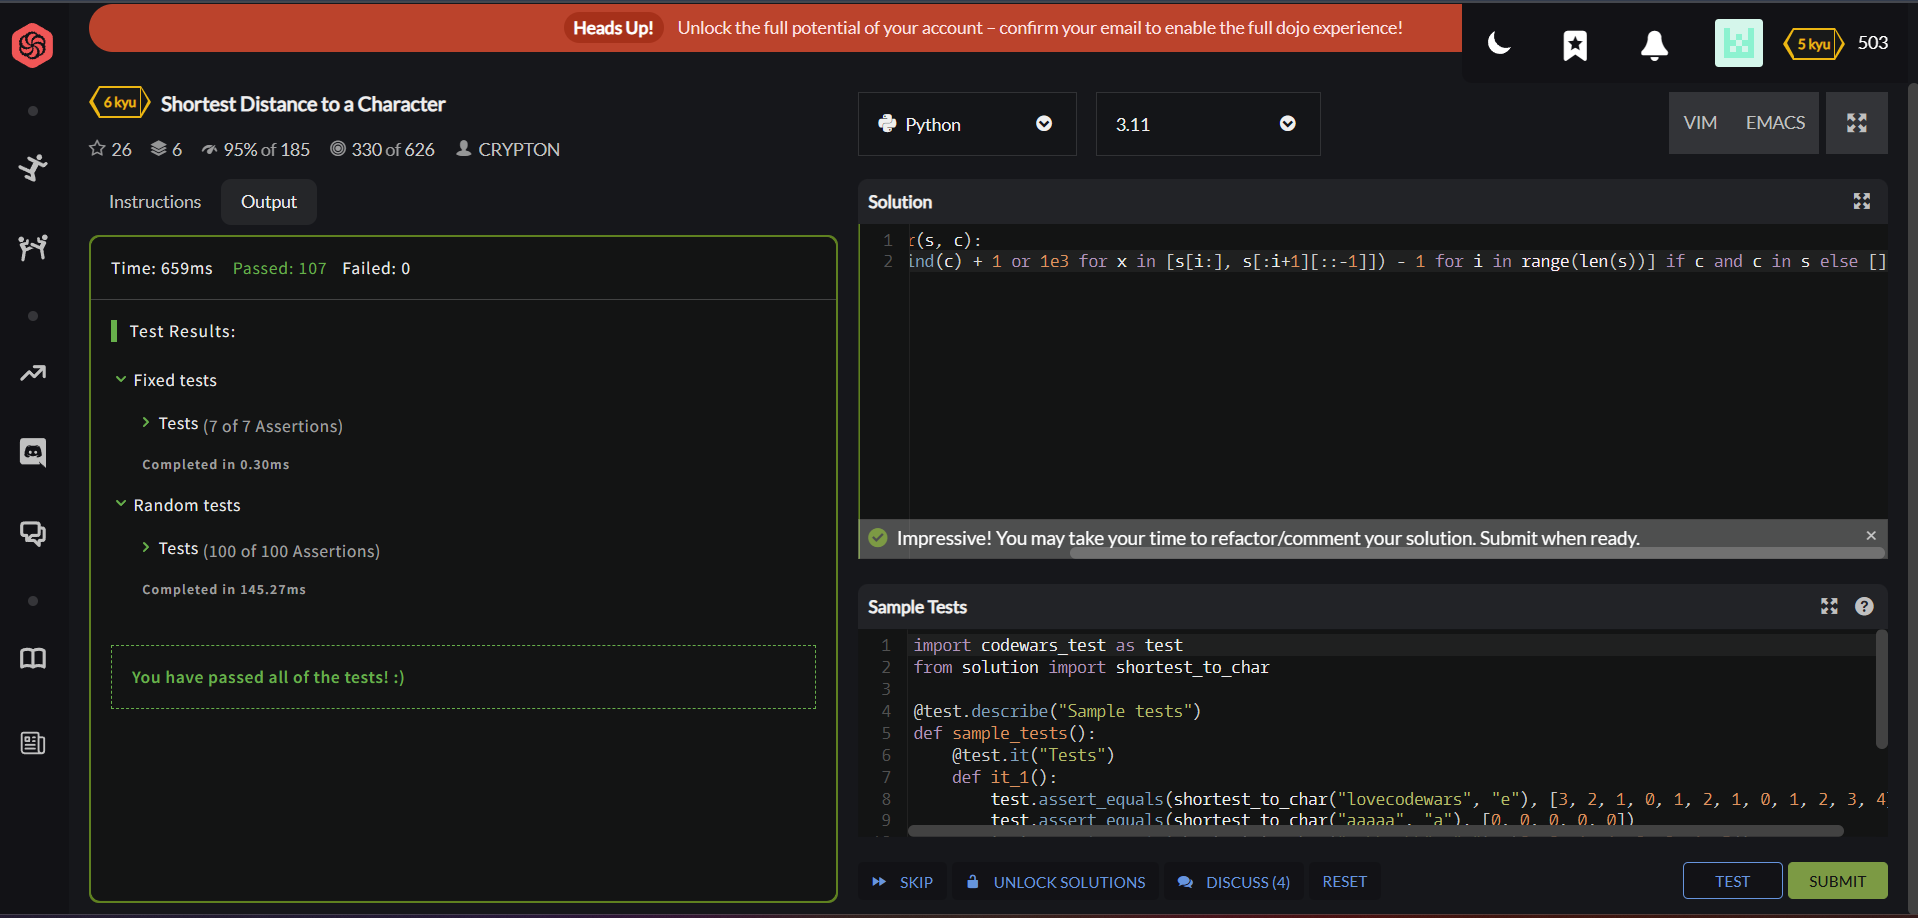 Heads Up! Unlock the full potential of your account – confirm your email to enable the full dojo experience!
5 kyu 503
6 kyu Shortest Distance to a Character
26 6 95% of 185 330 of 626 CRYPTON
Instructions Output
Time: 659ms Passed: 107 Failed: 0
Test Results:
Fixed tests
Tests (7 of 7 Assertions)
Completed in 0.30ms
Random tests
Tests (100 of 100 Assertions)
Completed in 145.27ms
You have passed all of the tests! :)
Python 3.11 VIM EMACS
Solution
1 r(s, c):
2 ind(c) + 1 or 1e3 for x in [s[i:], s[:i+1][::-1]]) - 1 for i in range(len(s))] if c and c in s else []
Impressive! You may take your time to refactor/comment your solution. Submit when ready.
Sample Tests
1 import codewars_test as test
2 from solution import shortest_to_char
3
4 @test.describe("Sample tests")
5 def sample_tests():
6 @test.it("Tests")
7 def it_1():
8 test.assert_equals(shortest_to_char("lovecodewars", "e"), [3, 2, 1, 0, 1, 2, 1, 0, 1, 2, 3, 4]
9 test.assert_equals(shortest_to_char("aaaaa", "a"), [0, 0, 0, 0, 0])
SKIP UNLOCK SOLUTIONS DISCUSS (4) RESET TEST SUBMIT